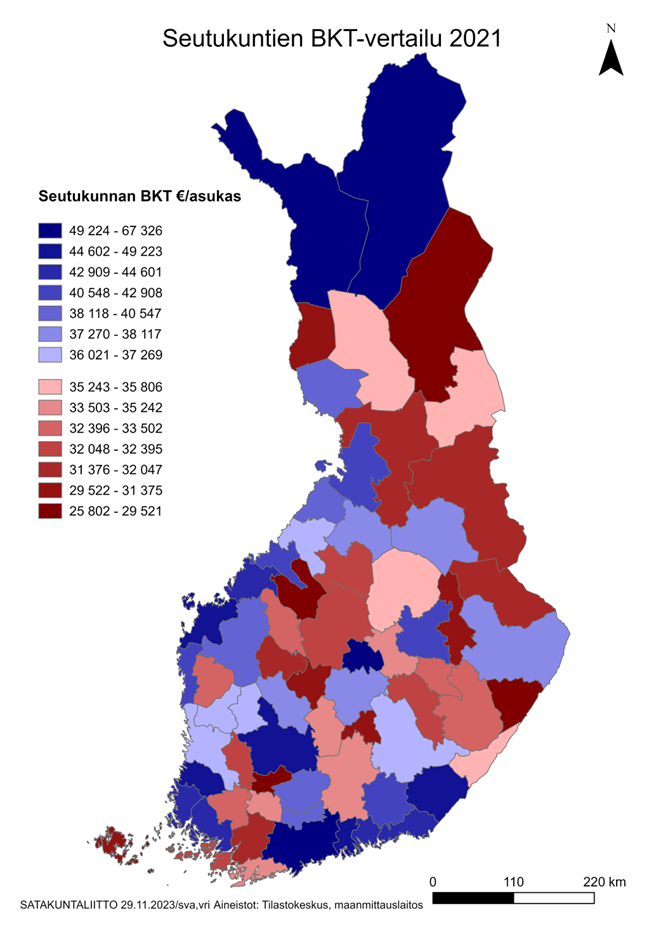 Seutukuntien BKT-vertailu 2021
N
Seutukunnan BKT €/asukas
49 224 - 67 326
44 602 - 49 223
42 909 - 44 601
40 548 - 42 908
38 118 - 40 547
37 270 - 38 117
36 021 - 37 269
35 243 - 35 806
33 503 - 35 242
32 396 - 33 502
32 048 - 32 395
31 376 - 32 047
29 522 - 31 375
25 802 - 29 521
0 110 220 km
SATAKUNTALIITTO 29.11.2023/sva,vri Aineistot: Tilastokeskus, maanmittauslaitos